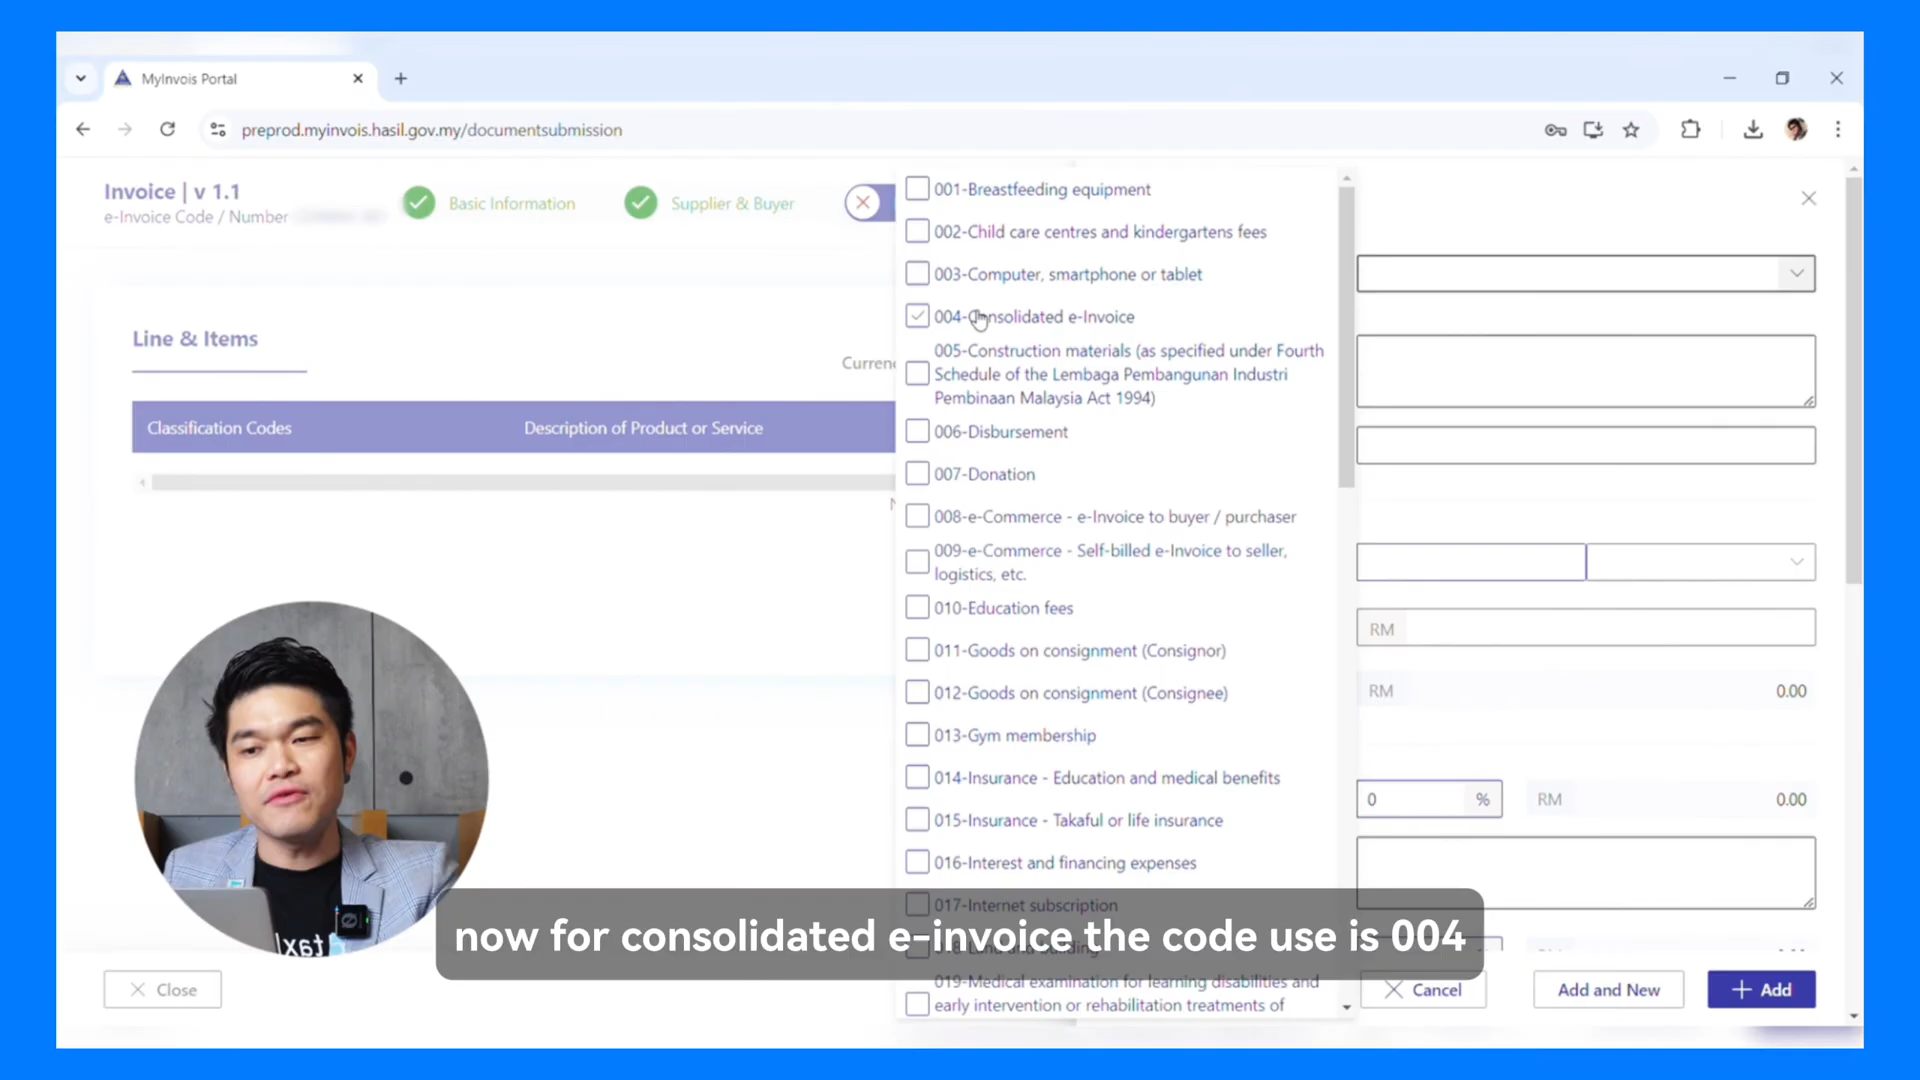 MyInvois Portal
preprod.myinvois.hasil.gov.my/documentsubmission
Invoice | v 1.1
e-Invoice Code / Number
Basic Information
Supplier & Buyer
Line & Items
Currenc
Classification Codes
Description of Product or Service
001-Breastfeeding equipment
002-Child care centres and kindergartens fees
003-Computer, smartphone or tablet
004-Consolidated e-Invoice
005-Construction materials (as specified under Fourth
Schedule of the Lembaga Pembangunan Industri
Pembinaan Malaysia Act 1994)
006-Disbursement
007-Donation
008-e-Commerce - e-Invoice to buyer / purchaser
009-e-Commerce - Self-billed e-Invoice to seller,
logistics, etc.
010-Education fees
011-Goods on consignment (Consignor)
012-Goods on consignment (Consignee)
013-Gym membership
014-Insurance - Education and medical benefits
015-Insurance - Takaful or life insurance
016-Interest and financing expenses
017-Internet subscription
018-Land and building
019-Medical examination for learning disabilities and
early intervention or rehabilitation treatments of
RM
RM 0.00
0 % RM 0.00
now for consolidated e-invoice the code use is 004
Close
Cancel
Add and New
Add